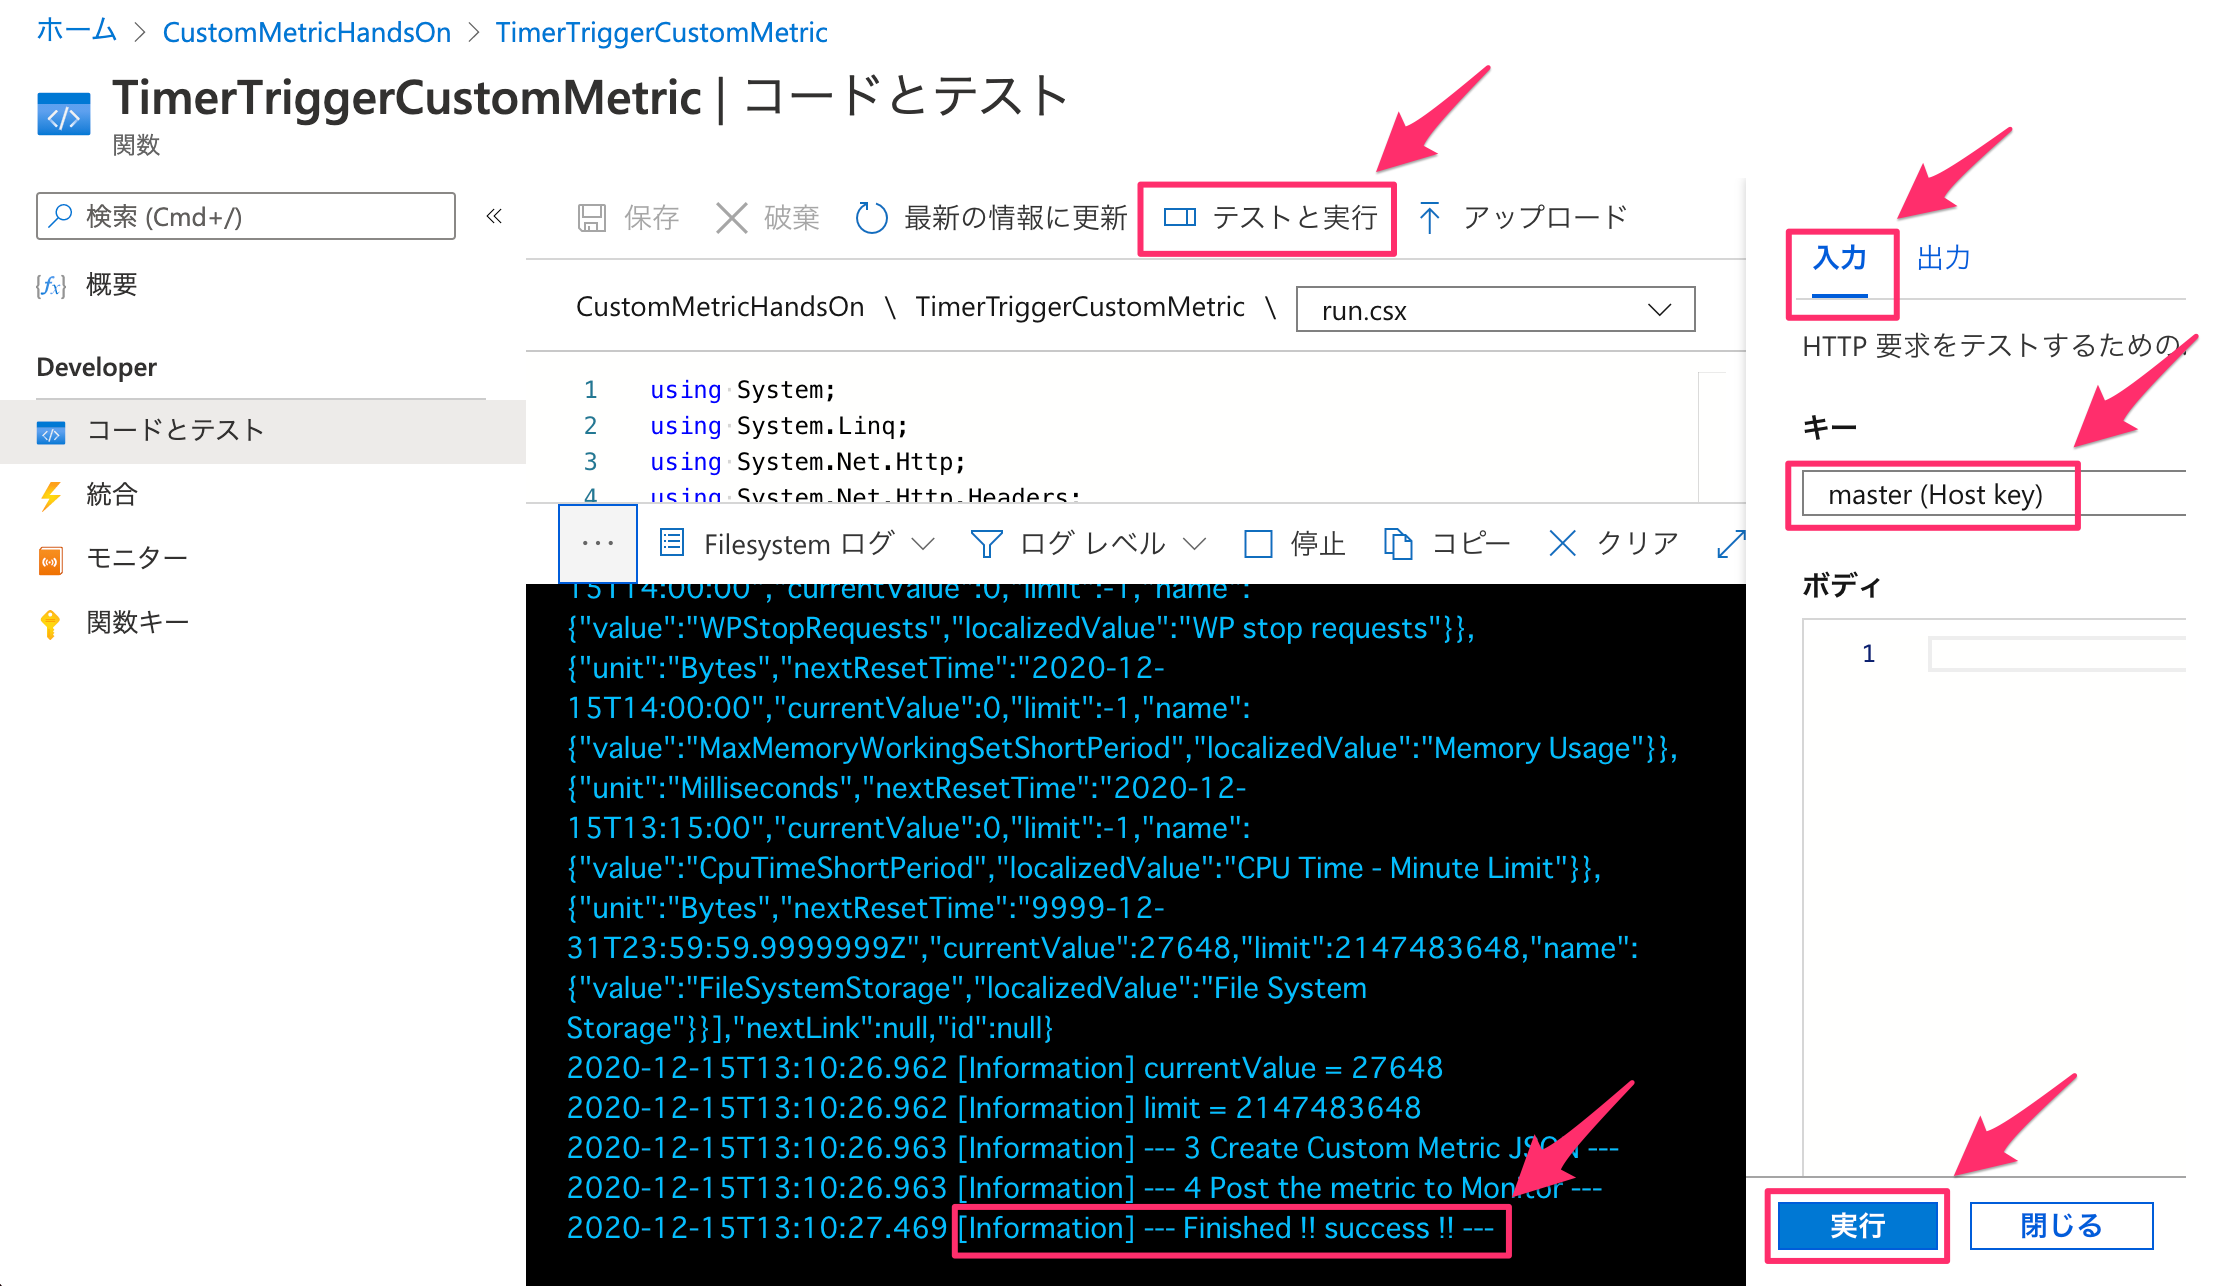 ホーム > CustomMetricHandsOn > TimerTriggerCustomMetric
TimerTriggerCustomMetric | コードとテスト
関数
検索 (Cmd+/)
«
概要
Developer
コードとテスト
統合
モニター
関数キー
保存 破棄 最新の情報に更新 テストと実行 アップロード
CustomMetricHandsOn \ TimerTriggerCustomMetric \ run.csx
1 using System;
2 using System.Linq;
3 using System.Net.Http;
4 using System.Net.Http.Headers;
... Filesystem ログ ログ レベル 停止 コピー クリア
15T14:00:00","currentValue":0,"limit":-1,"name":
{"value":"WPStopRequests","localizedValue":"WP stop requests"}},
{"unit":"Bytes","nextResetTime":"2020-12-
15T14:00:00","currentValue":0,"limit":-1,"name":
{"value":"MaxMemoryWorkingSetShortPeriod","localizedValue":"Memory Usage"}},
{"unit":"Milliseconds","nextResetTime":"2020-12-
15T13:15:00","currentValue":0,"limit":-1,"name":
{"value":"CpuTimeShortPeriod","localizedValue":"CPU Time - Minute Limit"}},
{"unit":"Bytes","nextResetTime":"9999-12-
31T23:59:59.9999999Z","currentValue":27648,"limit":2147483648,"name":
{"value":"FileSystemStorage","localizedValue":"File System
Storage"}}],"nextLink":null,"id":null}
2020-12-15T13:10:26.962 [Information] currentValue = 27648
2020-12-15T13:10:26.962 [Information] limit = 2147483648
2020-12-15T13:10:26.963 [Information] --- 3 Create Custom Metric JSON ---
2020-12-15T13:10:26.963 [Information] --- 4 Post the metric to Monitor ---
2020-12-15T13:10:27.469 [Information] --- Finished !! success !! ---
入力 出力
HTTP 要求をテストするための
キー
master (Host key)
ボディ
1
実行 閉じる